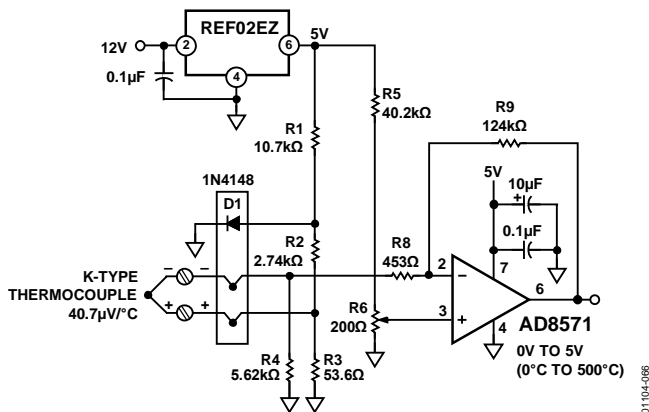 REF02EZ
12V
2
6
5V
4
0.1µF
R5
40.2kΩ
R9
124kΩ
R1
10.7kΩ
5V
10µF
+
0.1µF
1N4148
D1
R2
2.74kΩ
R8
453Ω
K-TYPE
THERMOCOUPLE
40.7µV/°C
– –
+ +
2
–
7
6
3
+
4
R6
200Ω
AD8571
0V TO 5V
(0°C TO 500°C)
R4
5.62kΩ
R3
53.6Ω
01104-066